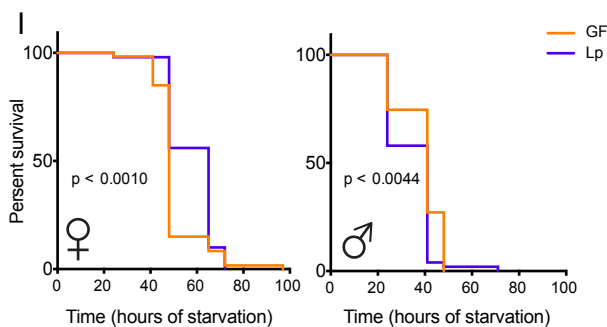 I
GF
Lp
Persent survival
100
50
0
p < 0.0010
0 20 40 60 80 100
Time (hours of starvation)
100
50
0
p < 0.0044
0 20 40 60 80 100
Time (hours of starvation)